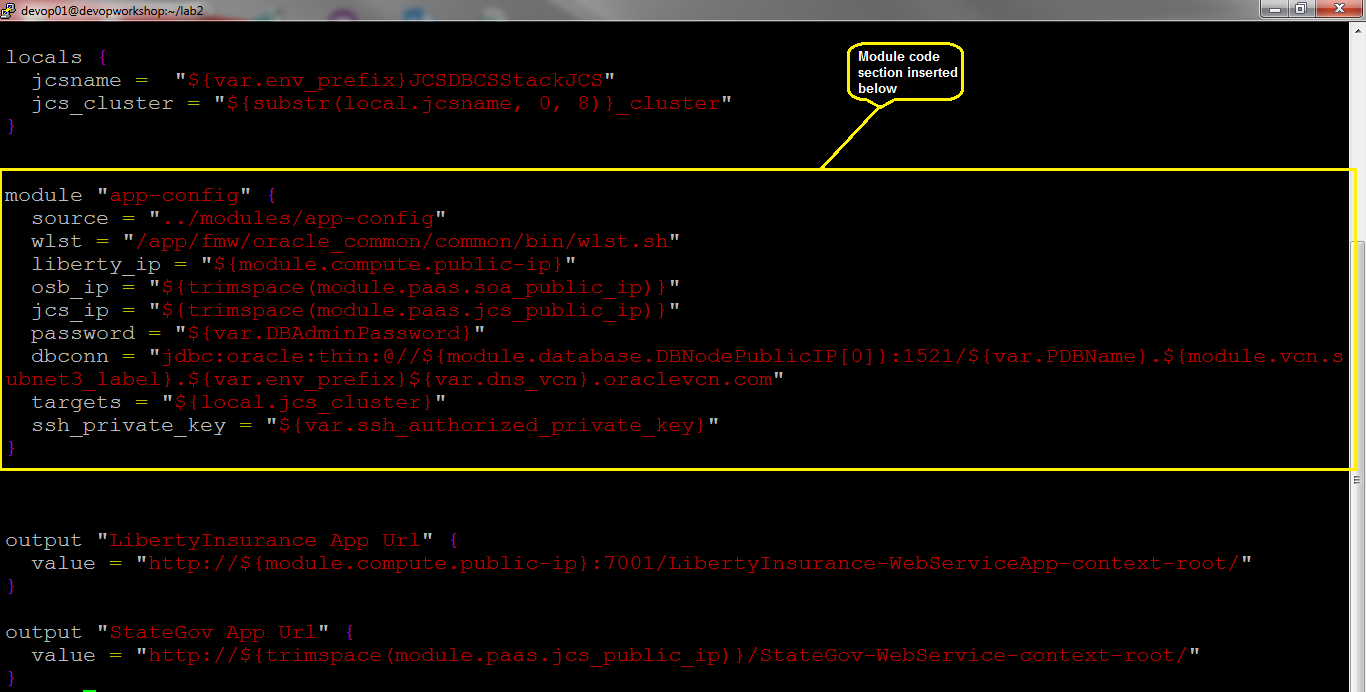 devop01@devopworkshop:~/lab2
locals {
  jcsname =  "${var.env_prefix}JCSDBCSStackJCS"
  jcs_cluster = "${substr(local.jcsname, 0, 8)}_cluster"
}
Module code
section inserted
below
module "app-config" {
  source = "../modules/app-config"
  wlst = "/app/fmw/oracle_common/common/bin/wlst.sh"
  liberty_ip = "${module.compute.public-ip}"
  osb_ip = "${trimspace(module.paas.soa_public_ip)}"
  jcs_ip = "${trimspace(module.paas.jcs_public_ip)}"
  password = "${var.DBAdminPassword}"
  dbconn = "jdbc:oracle:thin:@//${module.database.DBNodePublicIP[0]}:1521/${var.PDBName}.${module.vcn.s
ubnet3_label}.${var.env_prefix}${var.dns_vcn}.oraclevcn.com"
  targets = "${local.jcs_cluster}"
  ssh_private_key = "${var.ssh_authorized_private_key}"
}
output "LibertyInsurance App Url" {
  value = "http://${module.compute.public-ip}:7001/LibertyInsurance-WebServiceApp-context-root/"
}
output "StateGov App Url" {
  value = "http://${trimspace(module.paas.jcs_public_ip)}/StateGov-WebService-context-root/"
}